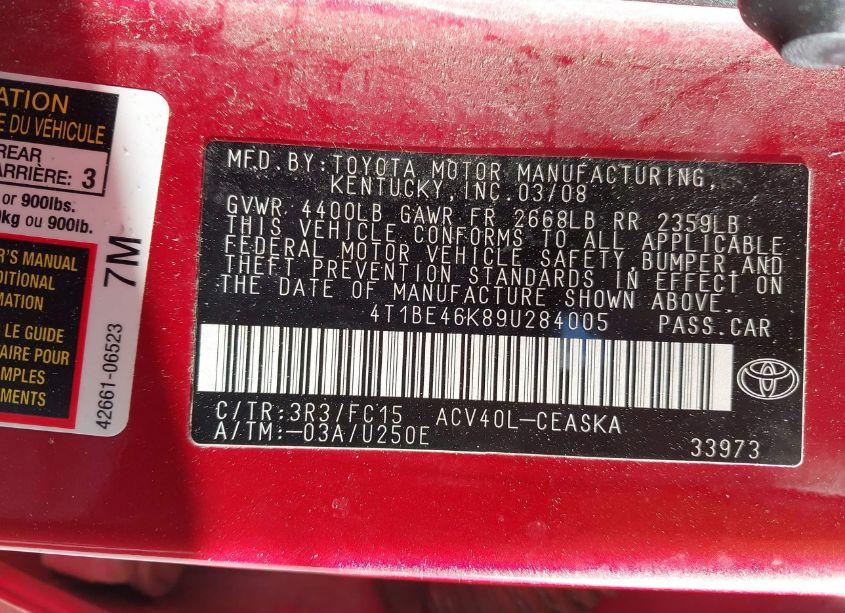 ATION
E DU VÉHICULE
REAR
ARRIÈRE: 3
or 900lbs.
kg ou 900lb.
R'S MANUAL
DITIONAL
MATION
LE GUIDE
AIRE POUR
MPLES
EMENTS
7M
42661-06523
MFD. BY: TOYOTA MOTOR MANUFACTURING,
KENTUCKY, INC. 03/08
GVWR 4400LB GAWR FR 2668LB RR 2359LB
THIS VEHICLE CONFORMS TO ALL APPLICABLE
FEDERAL MOTOR VEHICLE SAFETY, BUMPER, AND
THEFT PREVENTION STANDARDS IN EFFECT ON
THE DATE OF MANUFACTURE SHOWN ABOVE.
4T1BE46K89U284005 PASS. CAR
C/TR: 3R3/FC15 ACV40L-CEASKA
A/TM: -03A/U250E
33973